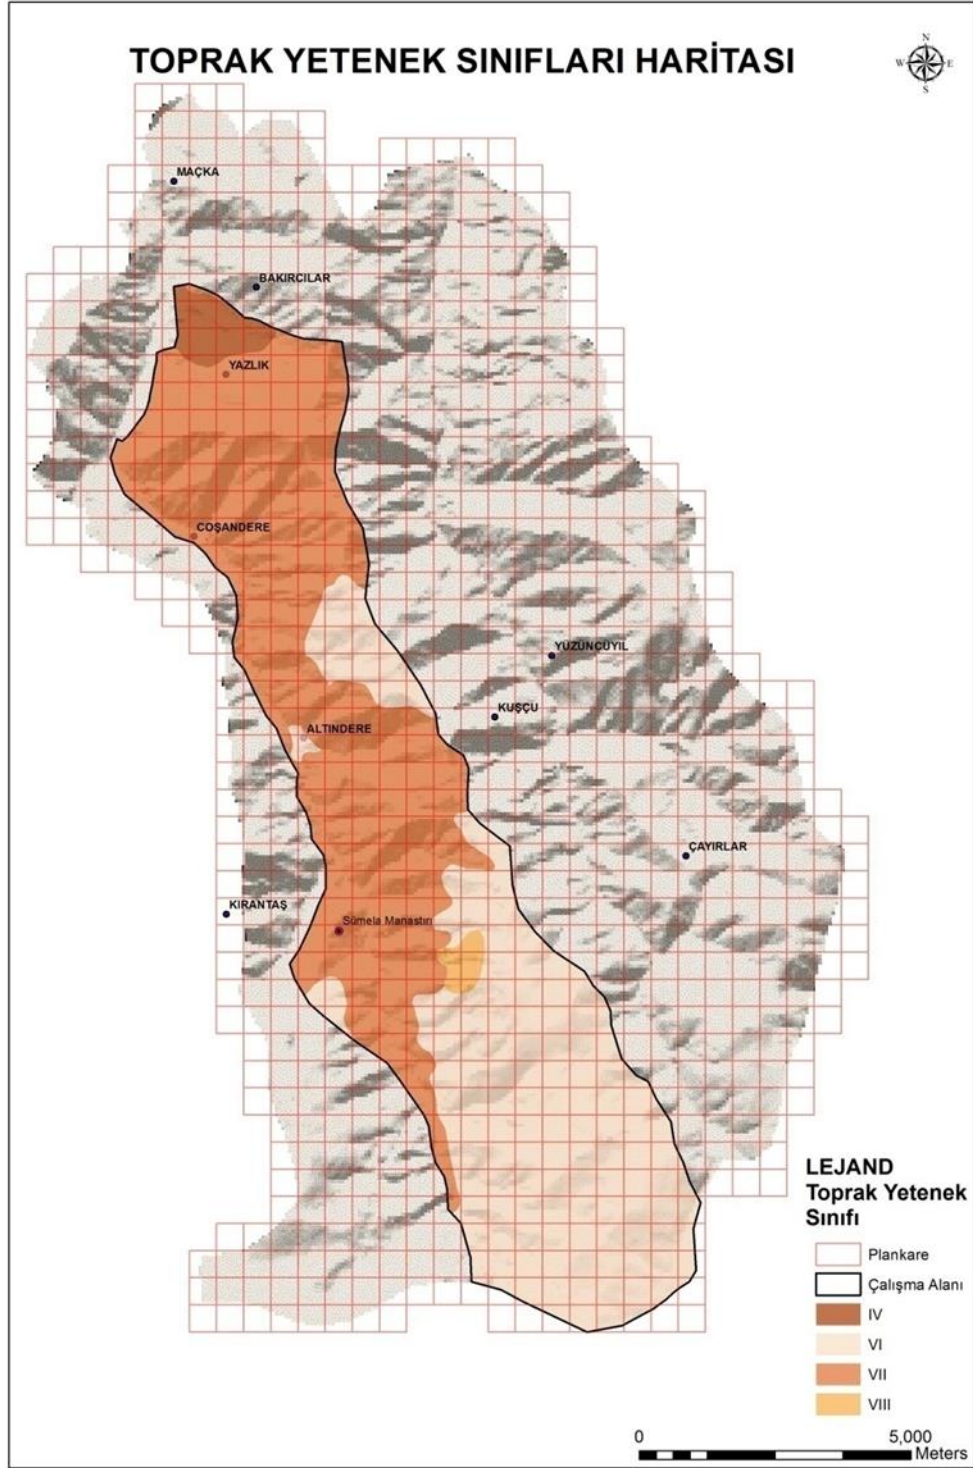 TOPRAK YETENEK SINIFLARI HARİTASI
N
W E
S
MAÇKA
BAKIRCILAR
YAZLIK
COŞANDERE
YÜZÜNCÜYIL
KUŞÇU
ALTINDERE
ÇAYIRLAR
KIRANTAŞ
Sümela Manastırı
LEJAND
Toprak Yetenek
Sınıfı
Plankare
Çalışma Alanı
IV
VI
VII
VIII
0 5,000
Meters